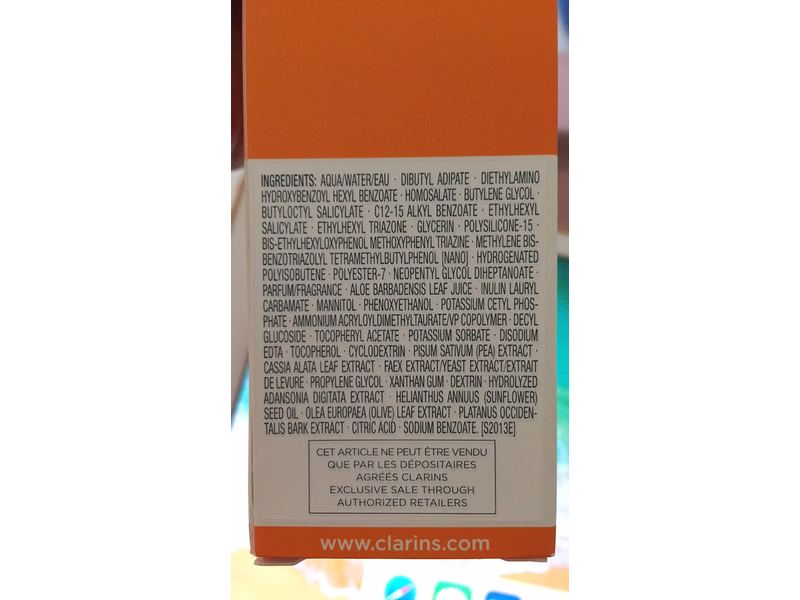 INGREDIENTS: AQUA/WATER/EAU · DIBUTYL ADIPATE · DIETHYLAMINO
HYDROXYBENZOYL HEXYL BENZOATE · HOMOSALATE · BUTYLENE GLYCOL ·
BUTYLOCTYL SALICYLATE · C12-15 ALKYL BENZOATE · ETHYLHEXYL
SALICYLATE · ETHYLHEXYL TRIAZONE · GLYCERIN · POLYSILICONE-15 ·
BIS-ETHYLHEXYLOXYPHENOL METHOXYPHENYL TRIAZINE · METHYLENE BIS-
BENZOTRIAZOLYL TETRAMETHYLBUTYLPHENOL [NANO] · HYDROGENATED
POLYISOBUTENE · POLYESTER-7 · NEOPENTYL GLYCOL DIHEPTANOATE ·
PARFUM/FRAGRANCE · ALOE BARBADENSIS LEAF JUICE · INULIN LAURYL
CARBAMATE · MANNITOL · PHENOXYETHANOL · POTASSIUM CETYL PHOS-
PHATE · AMMONIUM ACRYLOYLDIMETHYLTAURATE/VP COPOLYMER · DECYL
GLUCOSIDE · TOCOPHERYL ACETATE · POTASSIUM SORBATE · DISODIUM
EDTA · TOCOPHEROL · CYCLODEXTRIN · PISUM SATIVUM (PEA) EXTRACT ·
CASSIA ALATA LEAF EXTRACT · FAEX EXTRACT/YEAST EXTRACT/EXTRAIT
DE LEVURE · PROPYLENE GLYCOL · XANTHAN GUM · DEXTRIN · HYDROLYZED
ADANSONIA DIGITATA EXTRACT · HELIANTHUS ANNUUS (SUNFLOWER)
SEED OIL · OLEA EUROPAEA (OLIVE) LEAF EXTRACT · PLATANUS OCCIDEN-
TALIS BARK EXTRACT · CITRIC ACID · SODIUM BENZOATE. [S2013E]
CET ARTICLE NE PEUT ÊTRE VENDU
QUE PAR LES DÉPOSITAIRES
AGRÉÉS CLARINS
EXCLUSIVE SALE THROUGH
AUTHORIZED RETAILERS
www.clarins.com